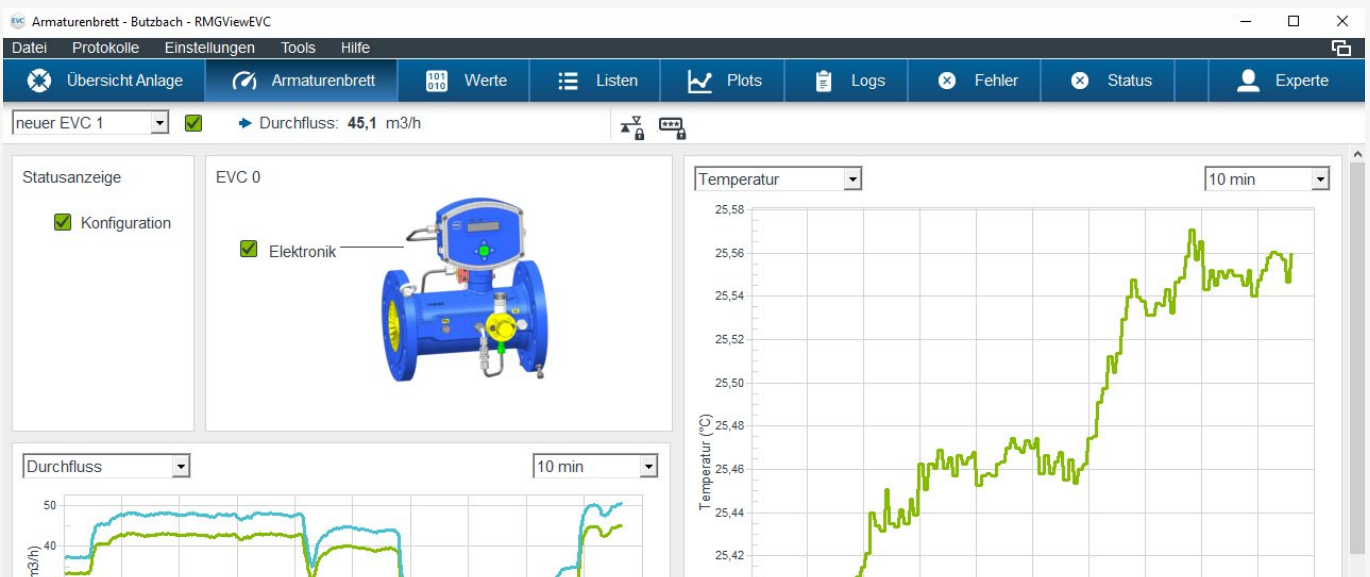 EVC Armaturenbrett - Butzbach - RMGViewEVC
Datei Protokolle Einstellungen Tools Hilfe
Übersicht Anlage Armaturenbrett 101 010 Werte Listen Plots Logs Fehler Status Experte
neuer EVC 1 Durchfluss: 45,1 m3/h ***
Statusanzeige
Konfiguration
EVC 0
Elektronik
Temperatur 10 min
25,58
25,56
25,54
25,52
25,50
25,48
25,46
25,44
25,42
Temperatur (°C)
Durchfluss 10 min
50
40
m3/h)